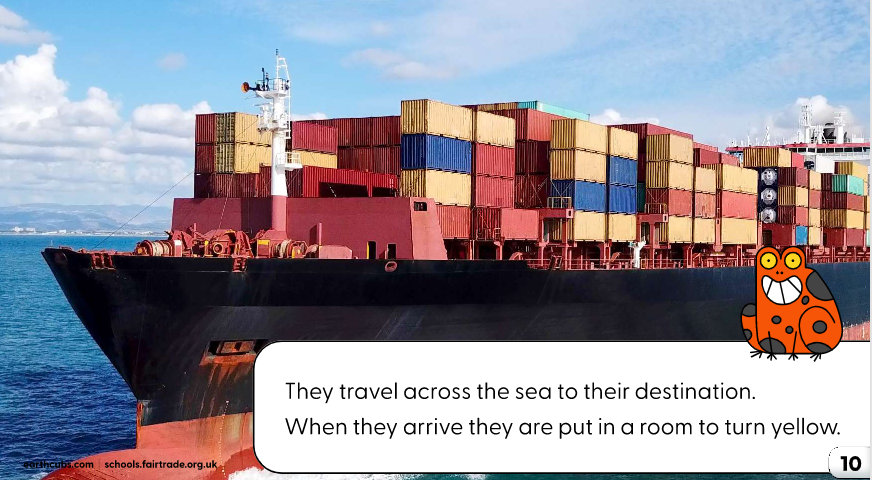 They travel across the sea to their destination.
When they arrive they are put in a room to turn yellow.
earthcubs.com | schools.fairtrade.org.uk
10